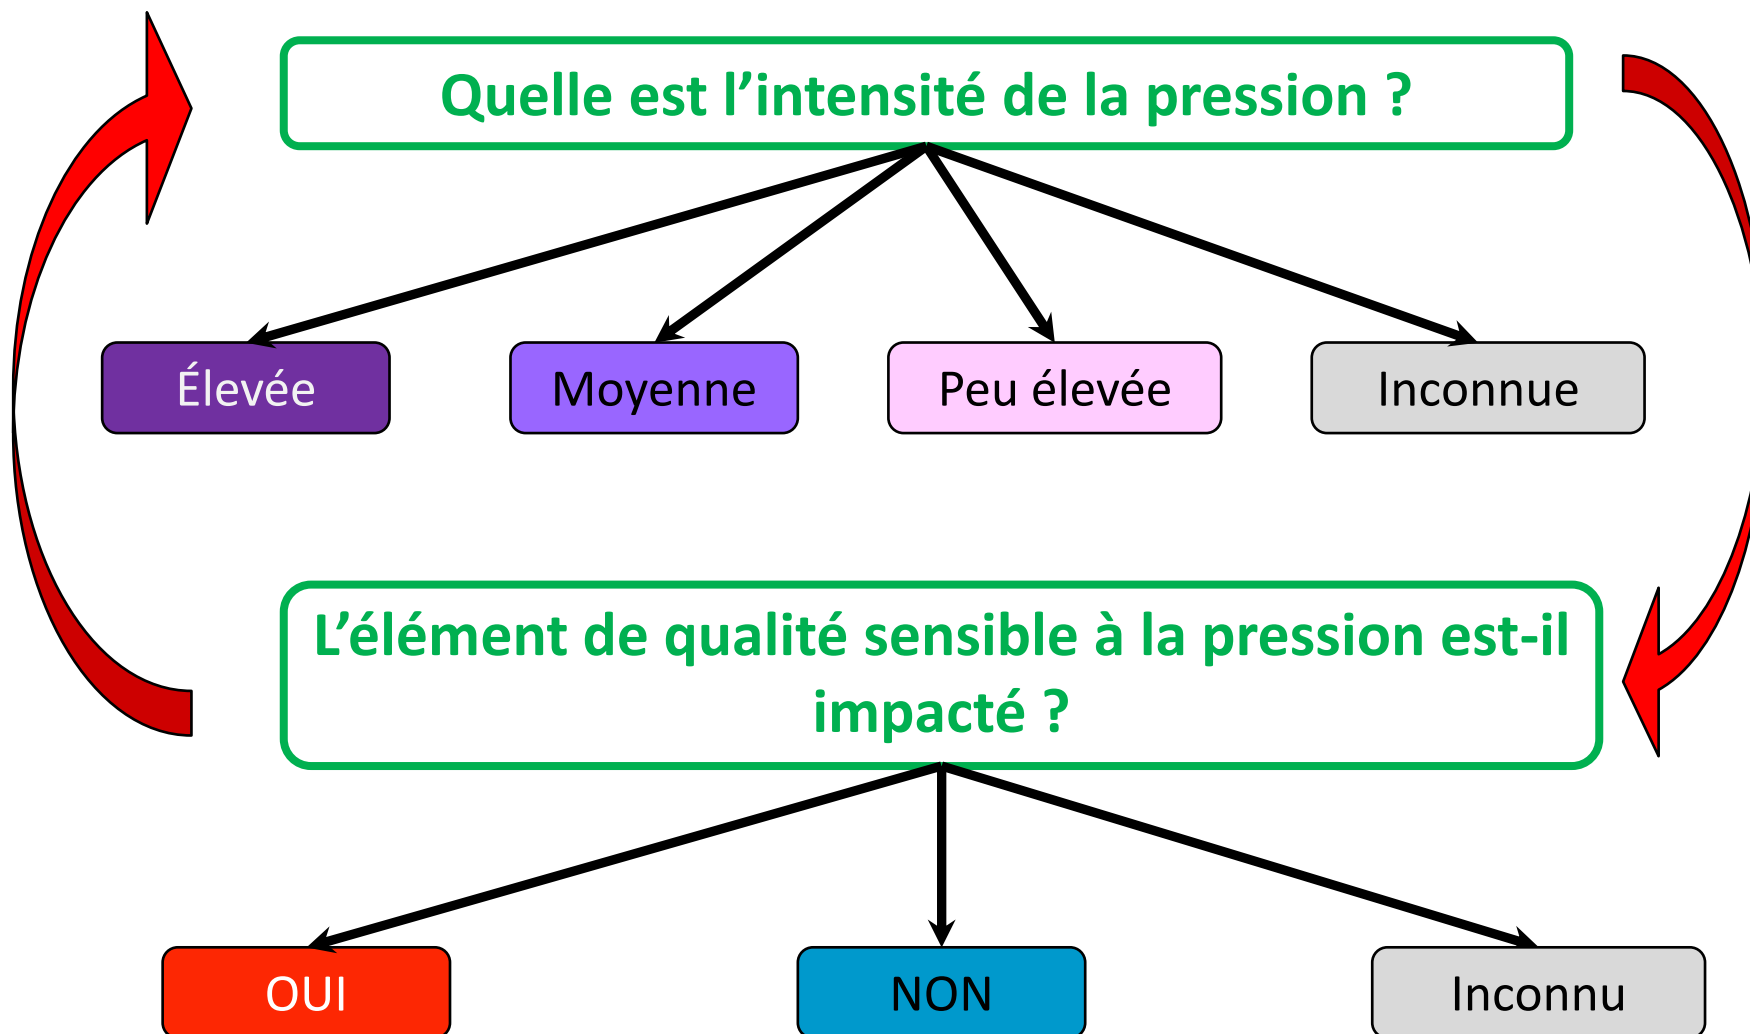 Quelle est l’intensité de la pression ?
Élevée
Moyenne
Peu élevée
Inconnue
L’élément de qualité sensible à la pression est-il
impacté ?
OUI
NON
Inconnu